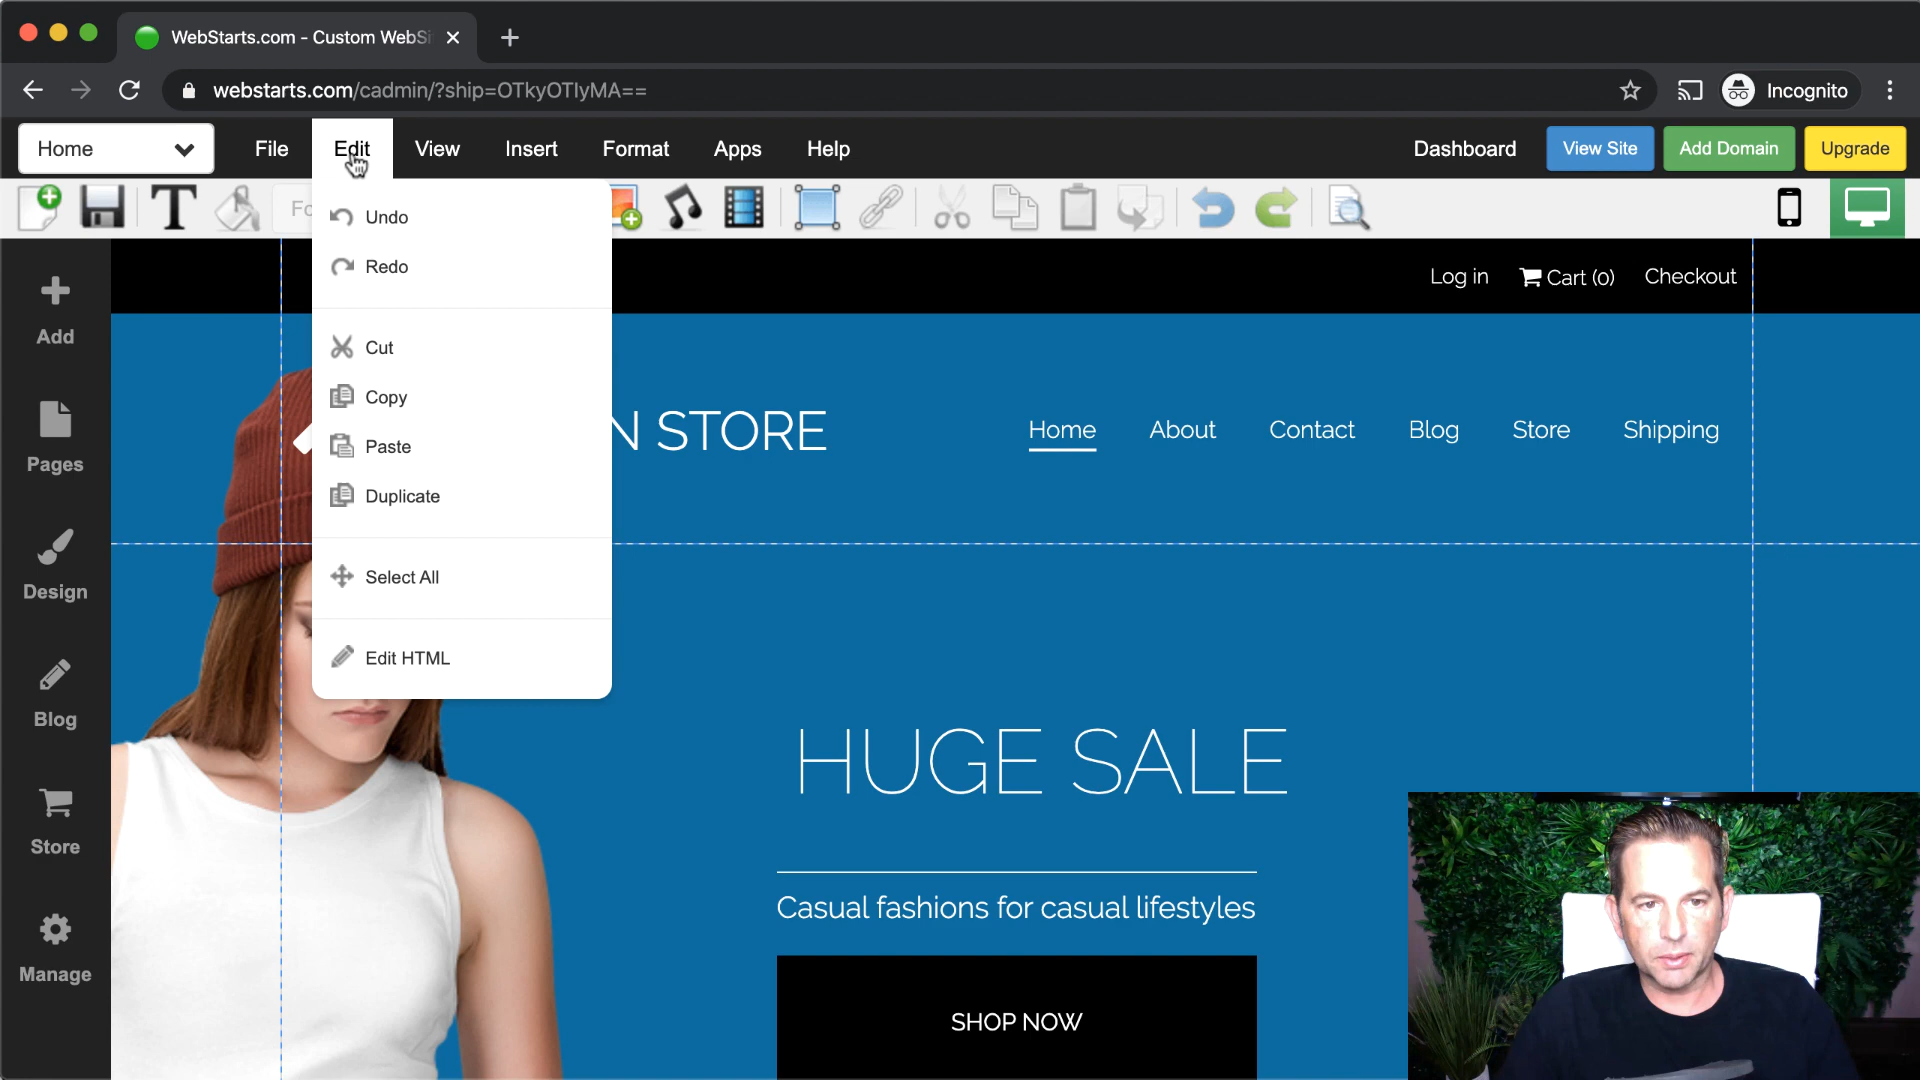 WebStarts.com - Custom WebSi
webstarts.com/cadmin/?ship=OTkyOTIyMA==
Incognito
Home
File
Edit
View
Insert
Format
Apps
Help
Dashboard
View Site
Add Domain
Upgrade
T
Fo
Undo
Redo
Cut
Copy
Paste
Duplicate
Select All
Edit HTML
Add
Pages
Design
Blog
Store
Manage
Log in
Cart (0)
Checkout
N STORE
Home
About
Contact
Blog
Store
Shipping
HUGE SALE
Casual fashions for casual lifestyles
SHOP NOW